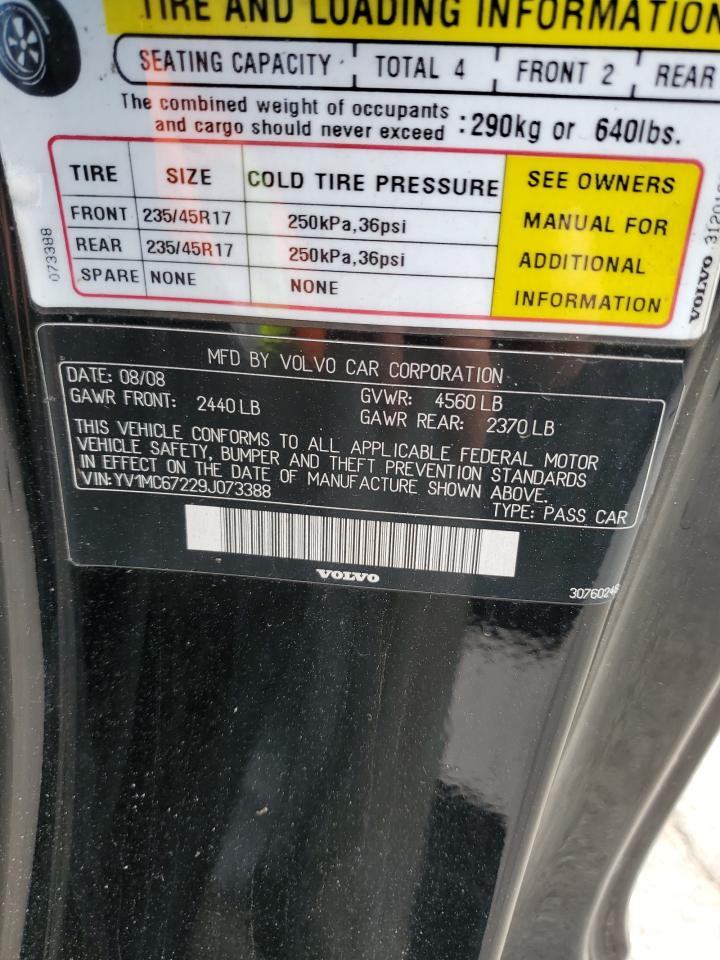 TIRE AND LOADING INFORMATION
SEATING CAPACITY TOTAL 4 FRONT 2 REAR
The combined weight of occupants
and cargo should never exceed : 290kg or 640lbs.
TIRE SIZE COLD TIRE PRESSURE SEE OWNERS
FRONT 235/45R17 250kPa,36psi MANUAL FOR
REAR 235/45R17 250kPa,36psi ADDITIONAL
SPARE NONE NONE INFORMATION
073388
VOLVO
MFD BY VOLVO CAR CORPORATION
DATE: 08/08
GVWR: 4560 LB
GAWR FRONT: 2440 LB GAWR REAR: 2370 LB
THIS VEHICLE CONFORMS TO ALL APPLICABLE FEDERAL MOTOR
VEHICLE SAFETY, BUMPER AND THEFT PREVENTION STANDARDS
IN EFFECT ON THE DATE OF MANUFACTURE SHOWN ABOVE.
VIN: YV1MC67229J073388 TYPE: PASS CAR
VOLVO